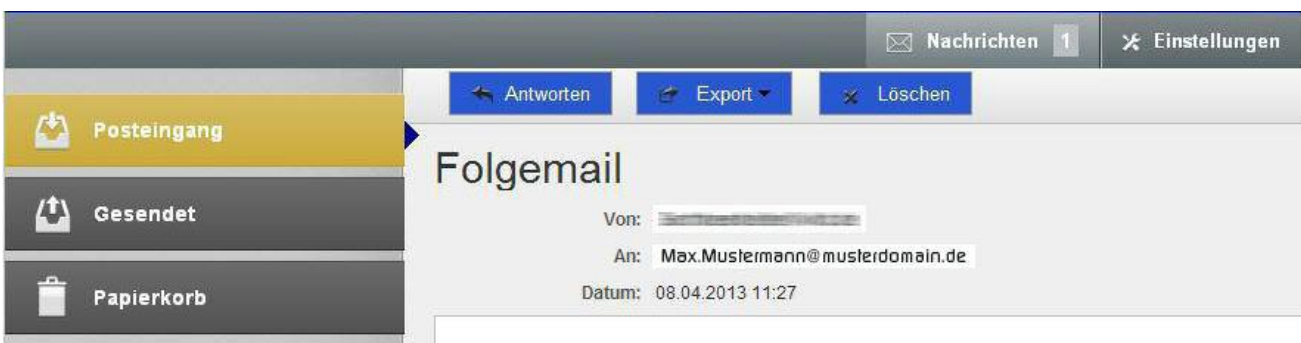 Nachrichten 1 Einstellungen
Antworten Export Löschen
Posteingang
Folgemail
Gesendet
Von:
An: Max.Mustermann@musterdomain.de
Papierkorb
Datum: 08.04.2013 11:27